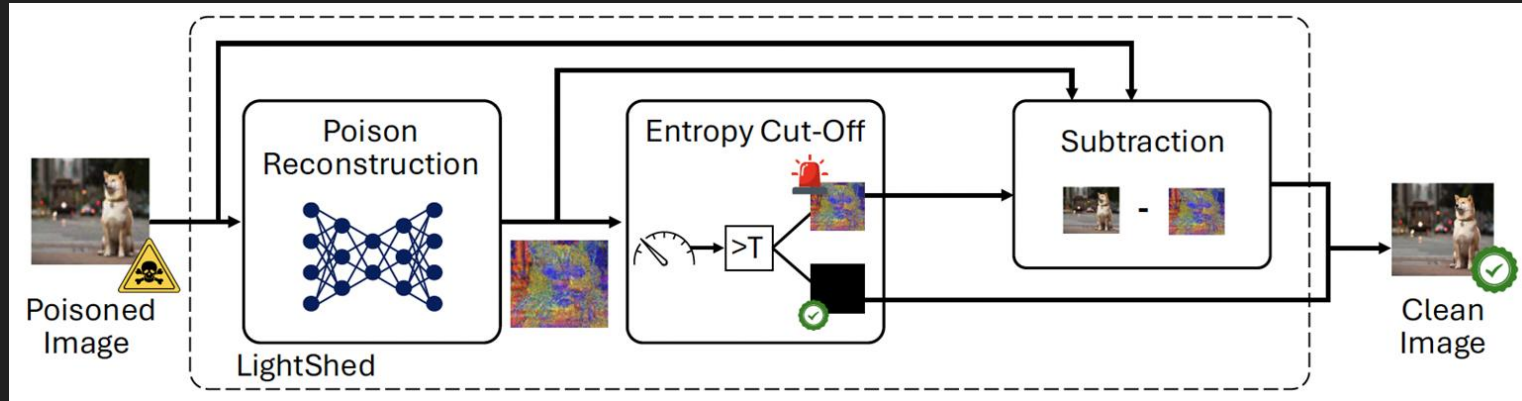 Poison
Reconstruction
Entropy Cut-Off
Subtraction
>T
-
Poisoned
Image
LightShed
Clean
Image